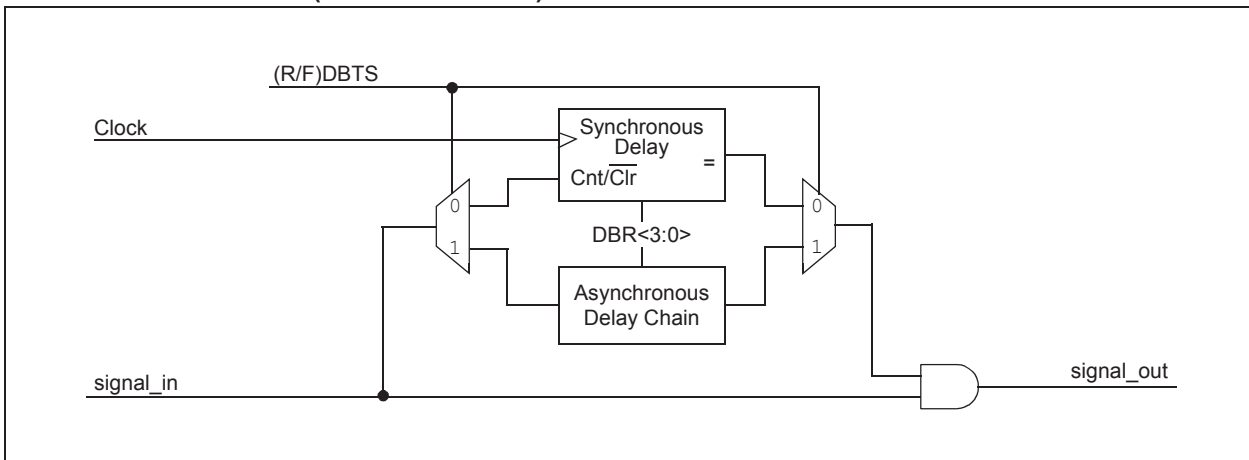 (R/F)DBTS
Clock
Synchronous
Delay
=
Cnt/Clr
0
0
DBR<3:0>
1
1
Asynchronous
Delay Chain
signal_in
signal_out